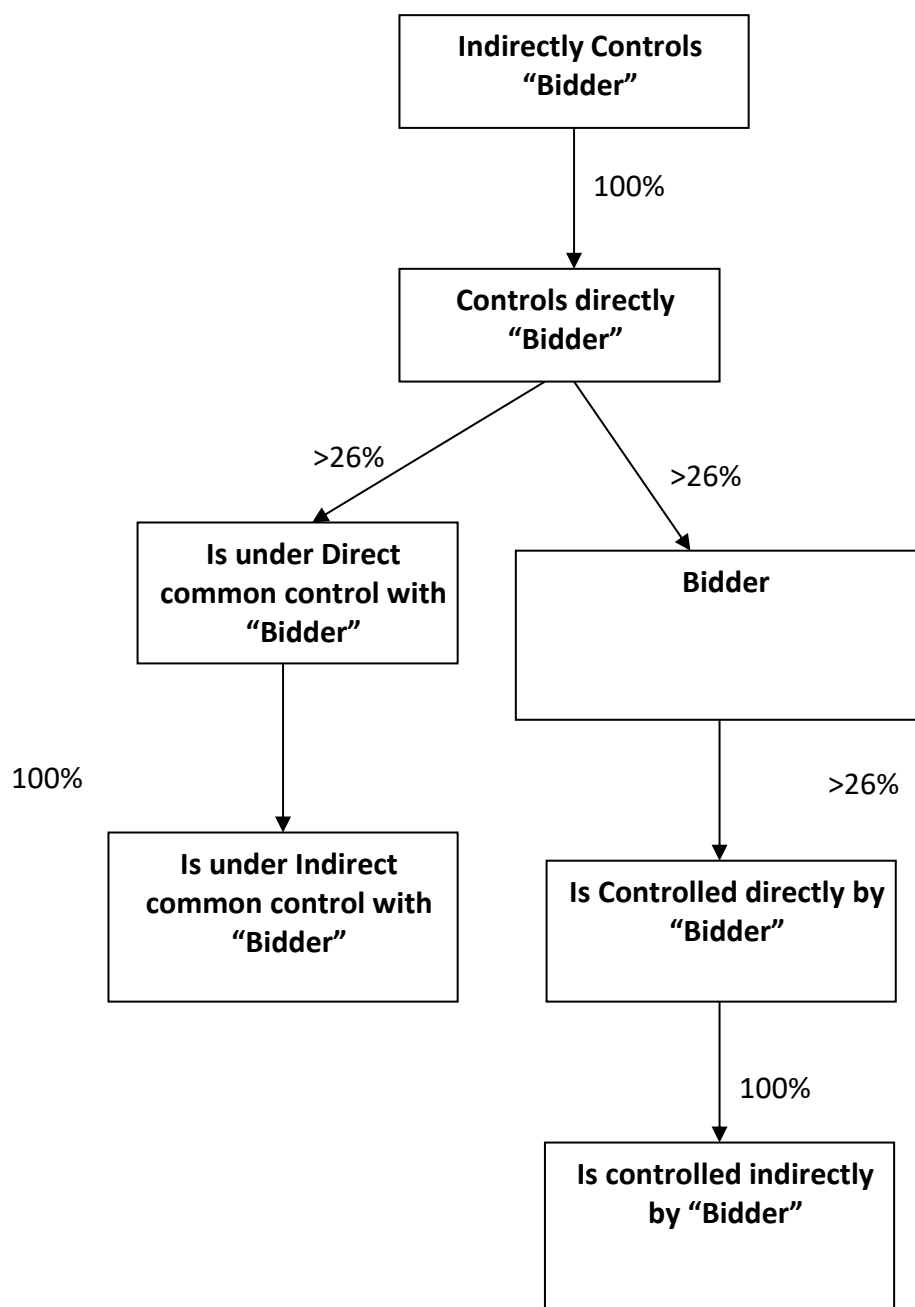 Indirectly Controls
“Bidder”
100%
Controls directly
“Bidder”
>26%
>26%
Is under Direct
common control with
“Bidder”
Bidder
100%
>26%
Is under Indirect
common control with
“Bidder”
Is Controlled directly by
“Bidder”
100%
Is controlled indirectly
by “Bidder”